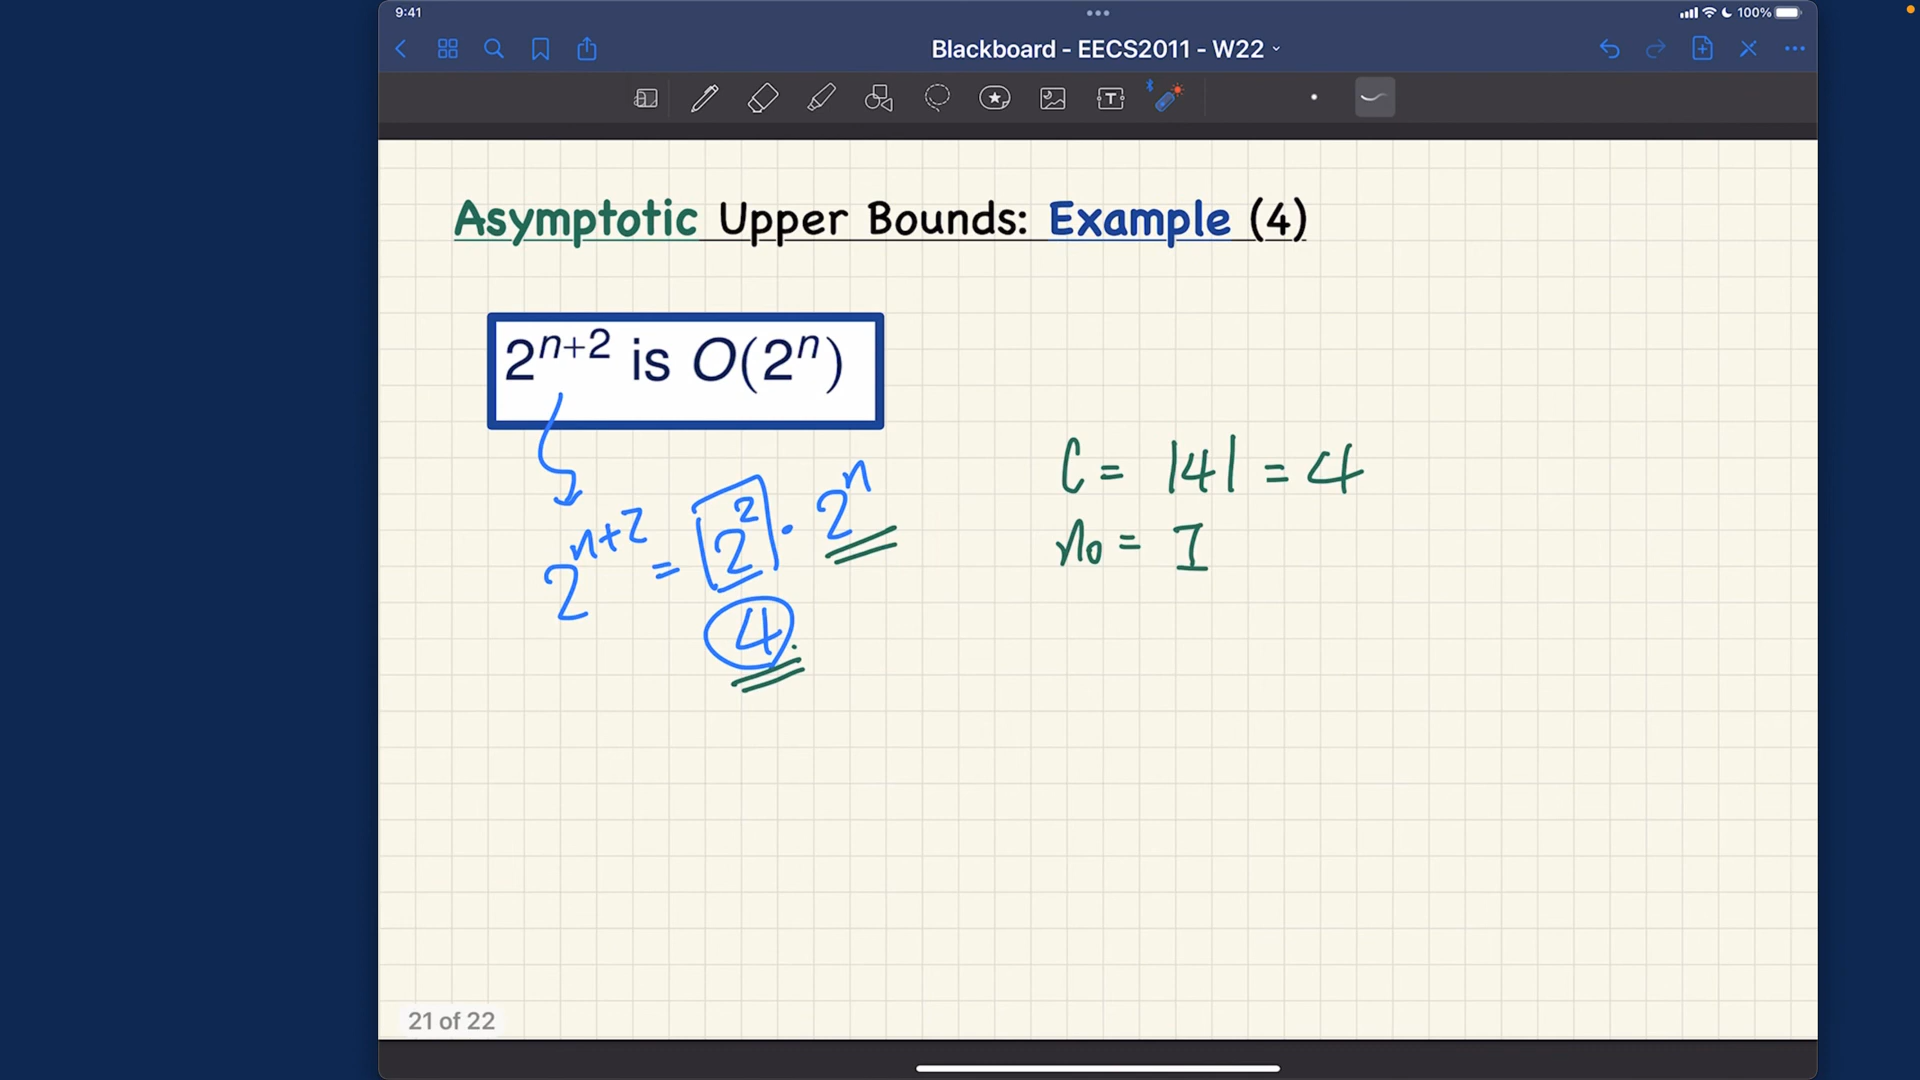 9:41
100%
Blackboard - EECS2011 - W22
Asymptotic Upper Bounds: Example (4)
2^{n+2} is O(2^n)
2^{n+2} = 2^2 · 2^n
4
C = |4| = 4
n₀ = 1
21 of 22